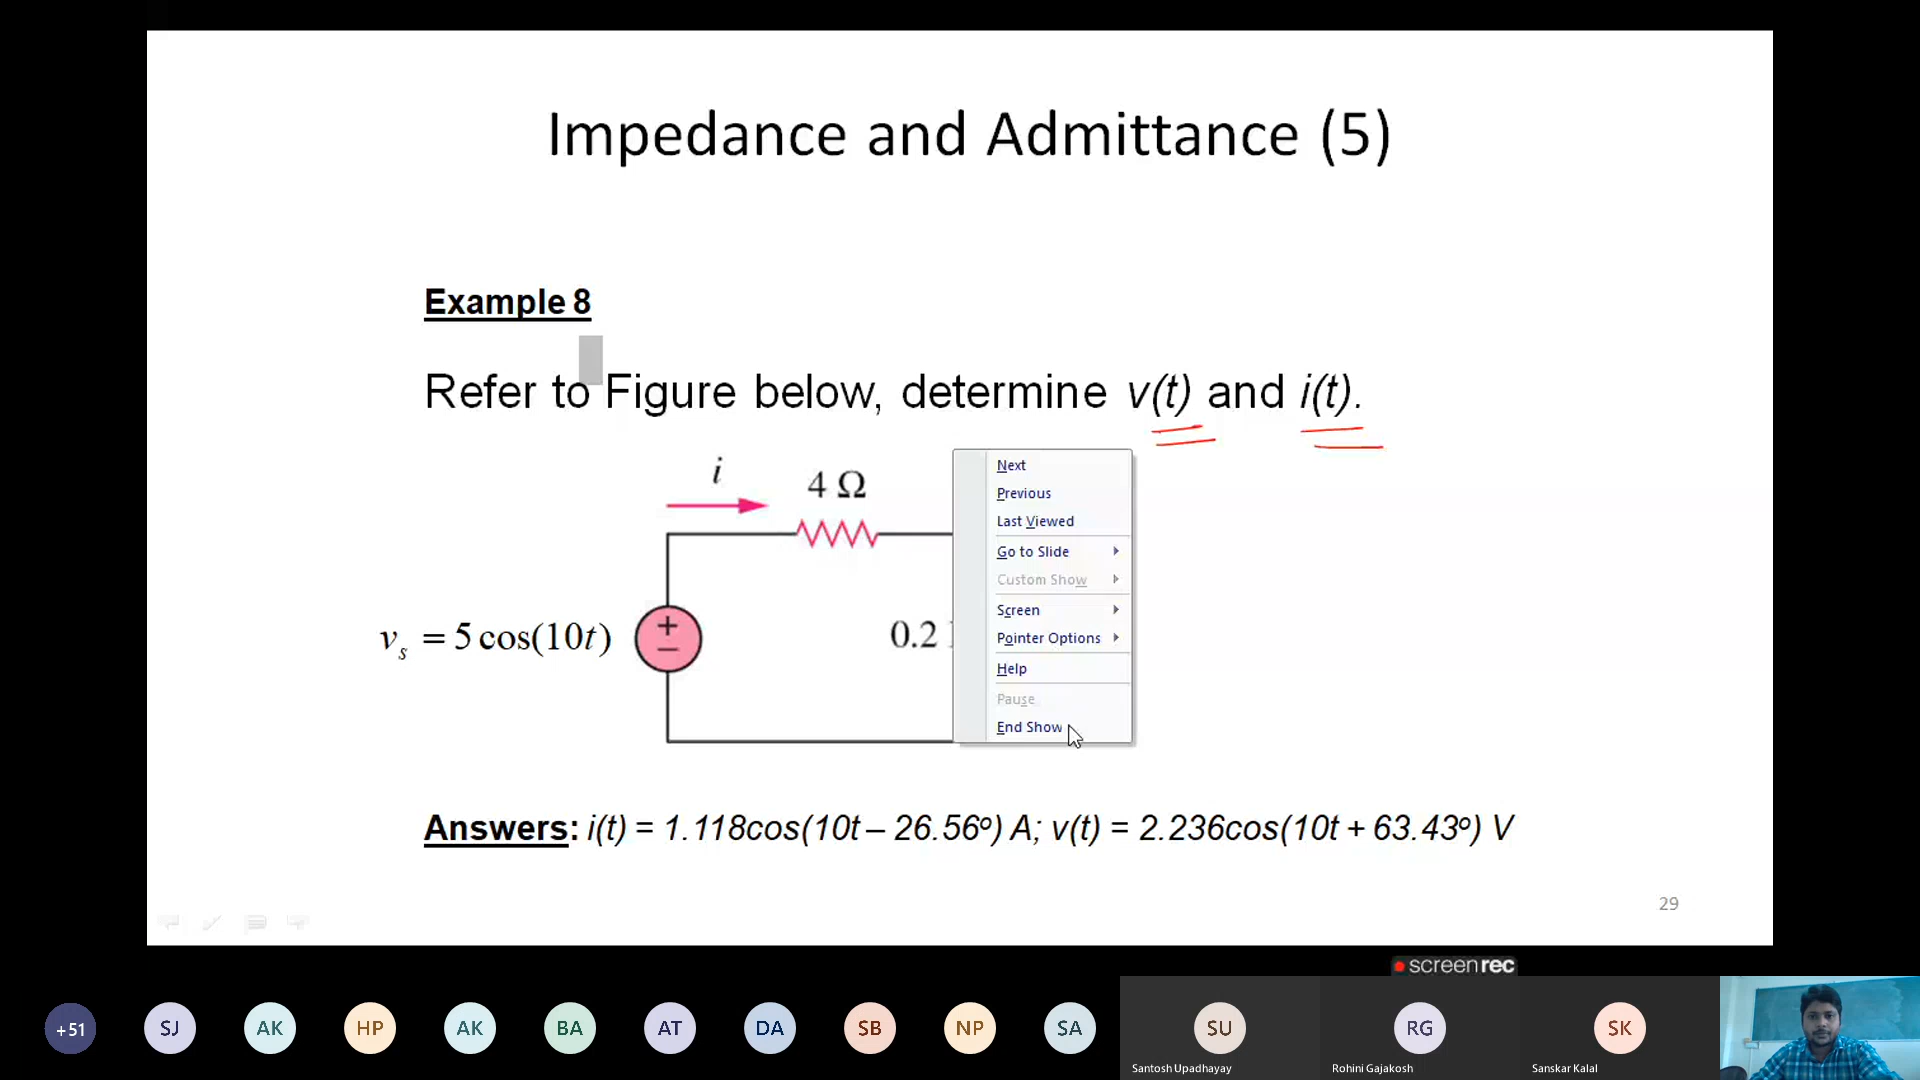 Impedance and Admittance (5)
Example 8
Refer to Figure below, determine v(t) and i(t).
i
4 Ω
Next
Previous
Last Viewed
Go to Slide
Custom Show
Screen
Pointer Options
Help
Pause
End Show
vs = 5 cos(10t)
+
−
0.2
Answers: i(t) = 1.118cos(10t – 26.56º) A; v(t) = 2.236cos(10t + 63.43º) V
29
screenrec
+51
SJ
AK
HP
AK
BA
AT
DA
SB
NP
SA
SU
RG
SK
Santosh Upadhayay
Rohini Gajakosh
Sanskar Kalal